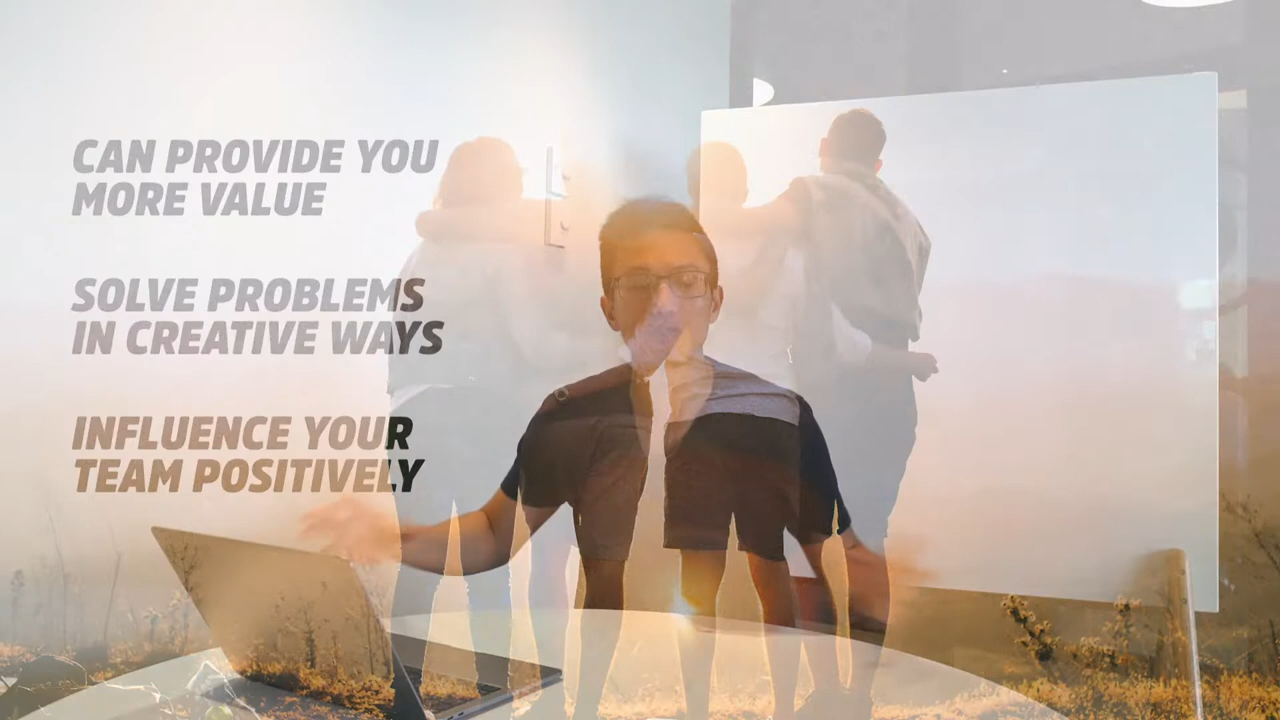 CAN PROVIDE YOU
MORE VALUE
SOLVE PROBLEMS
IN CREATIVE WAYS
INFLUENCE YOUR
TEAM POSITIVELY